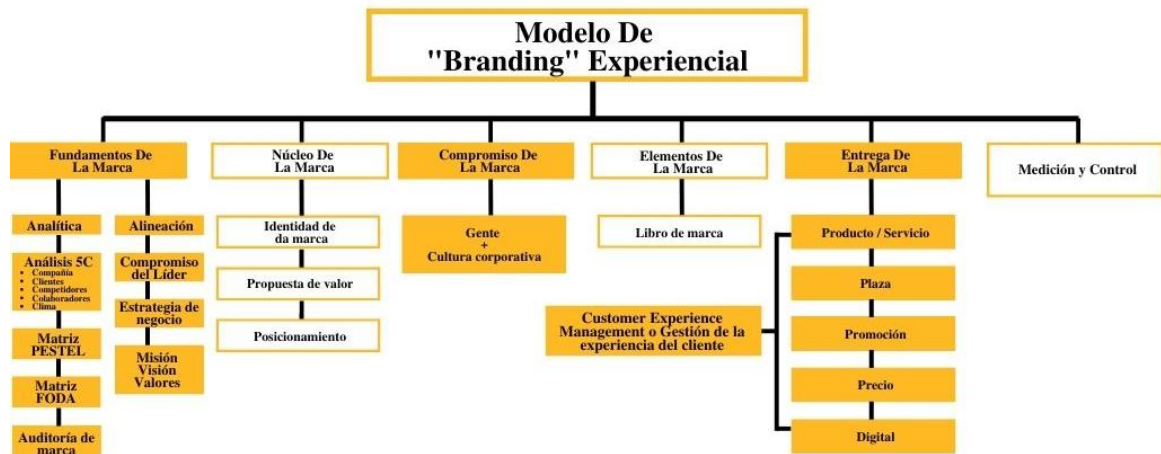 Modelo De
"Branding" Experiencial
Fundamentos De
La Marca
Núcleo De
La Marca
Compromiso De
La Marca
Elementos De
La Marca
Entrega De
La Marca
Medición y Control
Analítica
Análisis 5C
• Compañía
• Clientes
• Competidores
• Colaboradores
• Clima
Matriz
PESTEL
Matriz
FODA
Auditoría de
marca
Alineación
Compromiso
del Líder
Estrategia de
negocio
Misión
Visión
Valores
Identidad de
da marca
Propuesta de valor
Posicionamiento
Gente
+
Cultura corporativa
Libro de marca
Customer Experience
Management o Gestión de la
experiencia del cliente
Producto / Servicio
Plaza
Promoción
Precio
Digital